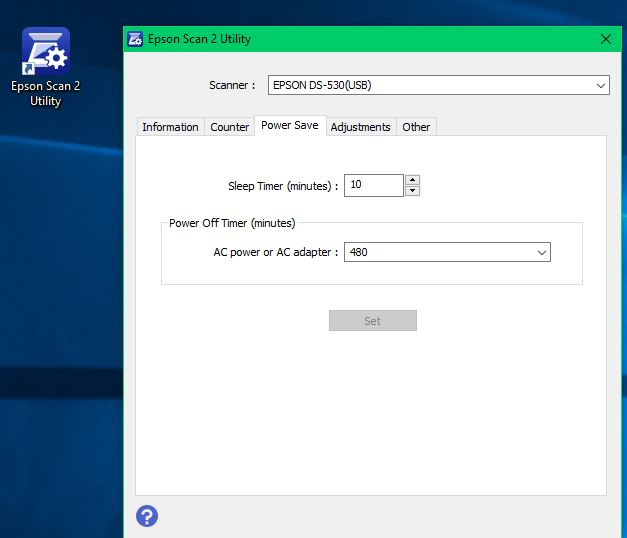 Epson Scan 2
Utility
Epson Scan 2 Utility
Scanner :
EPSON DS-530(USB)
Information
Counter
Power Save
Adjustments
Other
Sleep Timer (minutes) :
10
Power Off Timer (minutes)
AC power or AC adapter :
480
Set
?